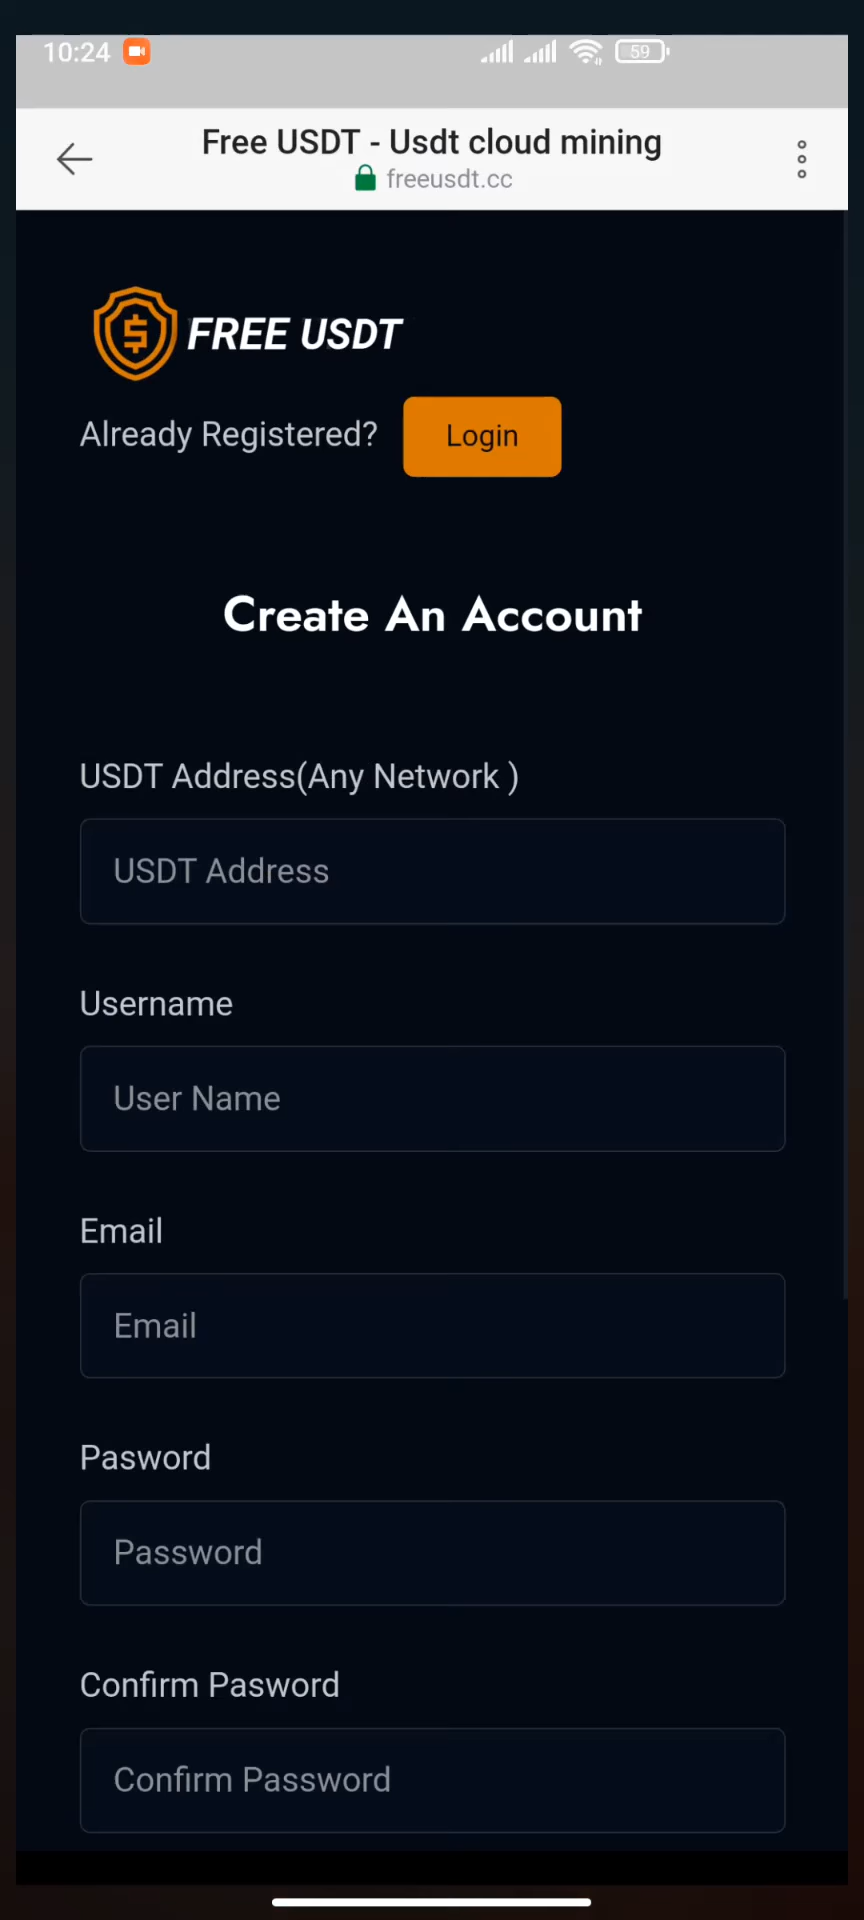 10:24
59
Free USDT - Usdt cloud mining
freeusdt.cc
FREE USDT
Already Registered?
Login
Create An Account
USDT Address(Any Network )
USDT Address
Username
User Name
Email
Email
Pasword
Password
Confirm Pasword
Confirm Password